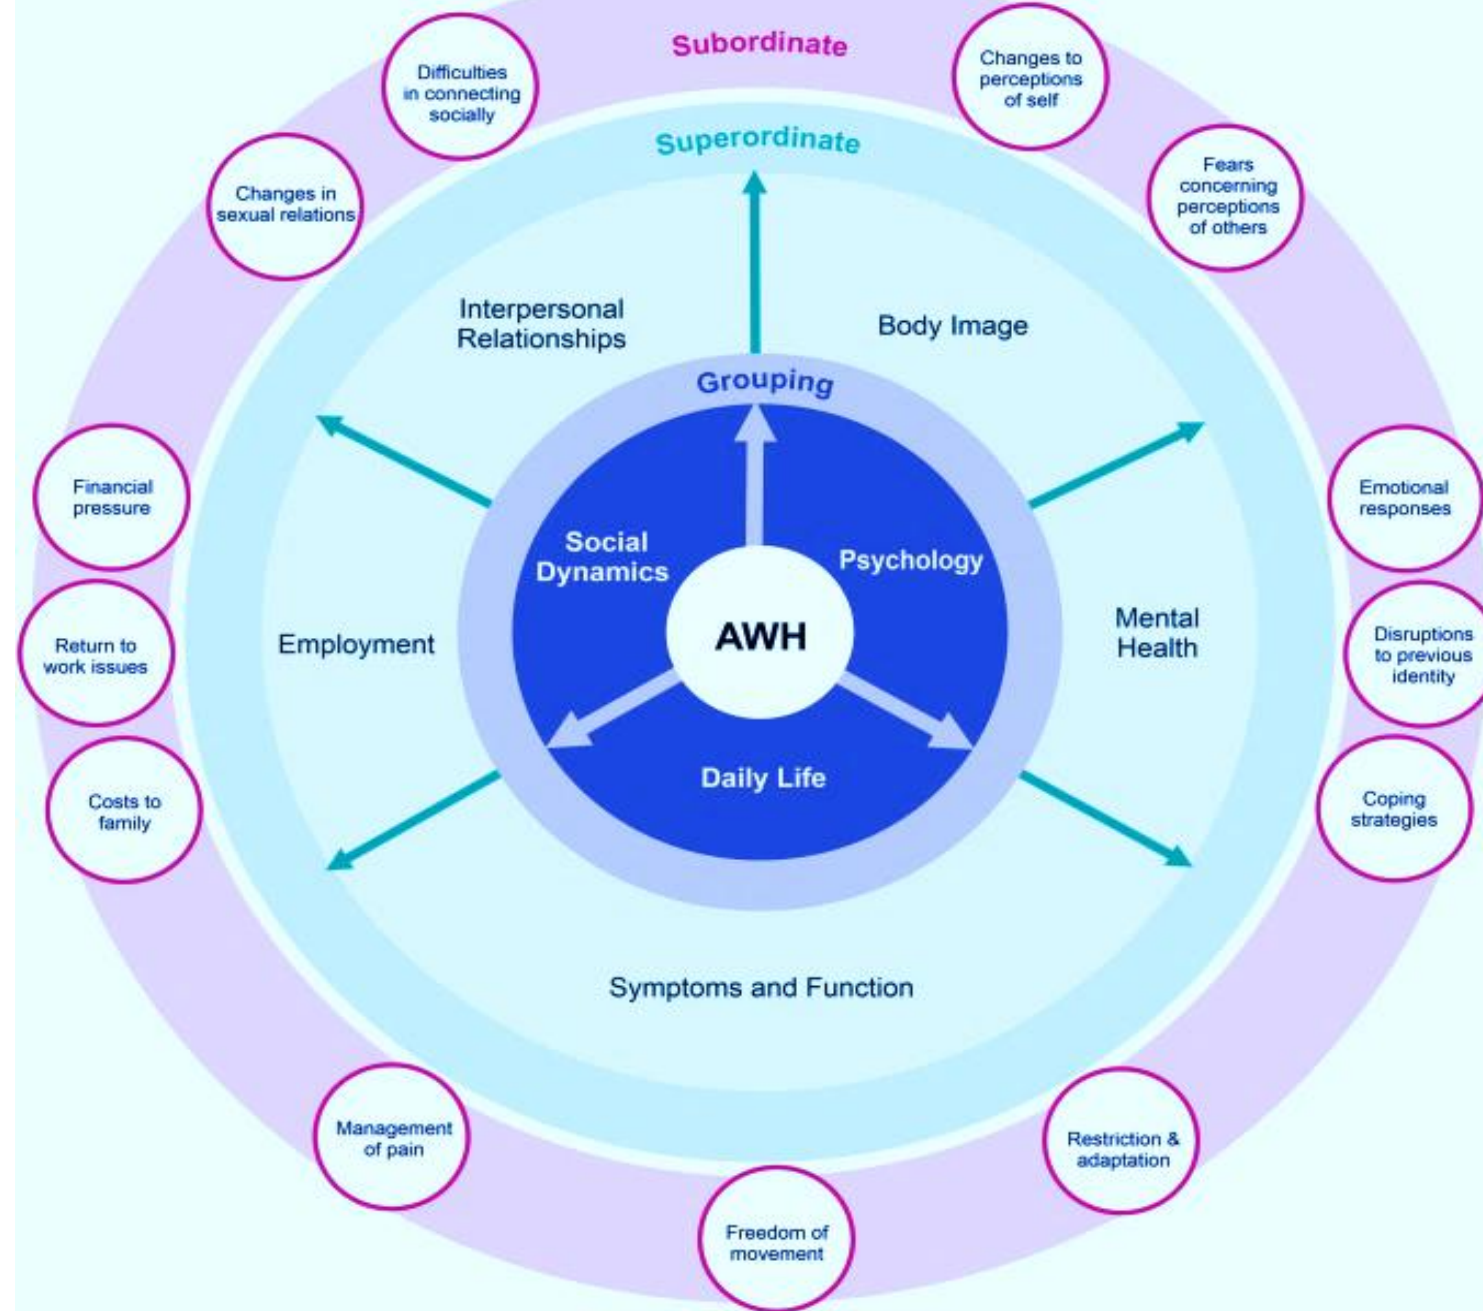 Subordinate
Difficulties
in connecting
socially
Changes to
perceptions
of self
Changes in
sexual relations
Fears
concerning
perceptions
of others
Superordinate
Interpersonal
Relationships
Body Image
Grouping
Financial
pressure
Emotional
responses
Social
Dynamics
Psychology
AWH
Employment
Mental
Health
Return to
work issues
Disruptions
to previous
identity
Daily Life
Costs to
family
Coping
strategies
Symptoms and Function
Management
of pain
Restriction &
adaptation
Freedom of
movement